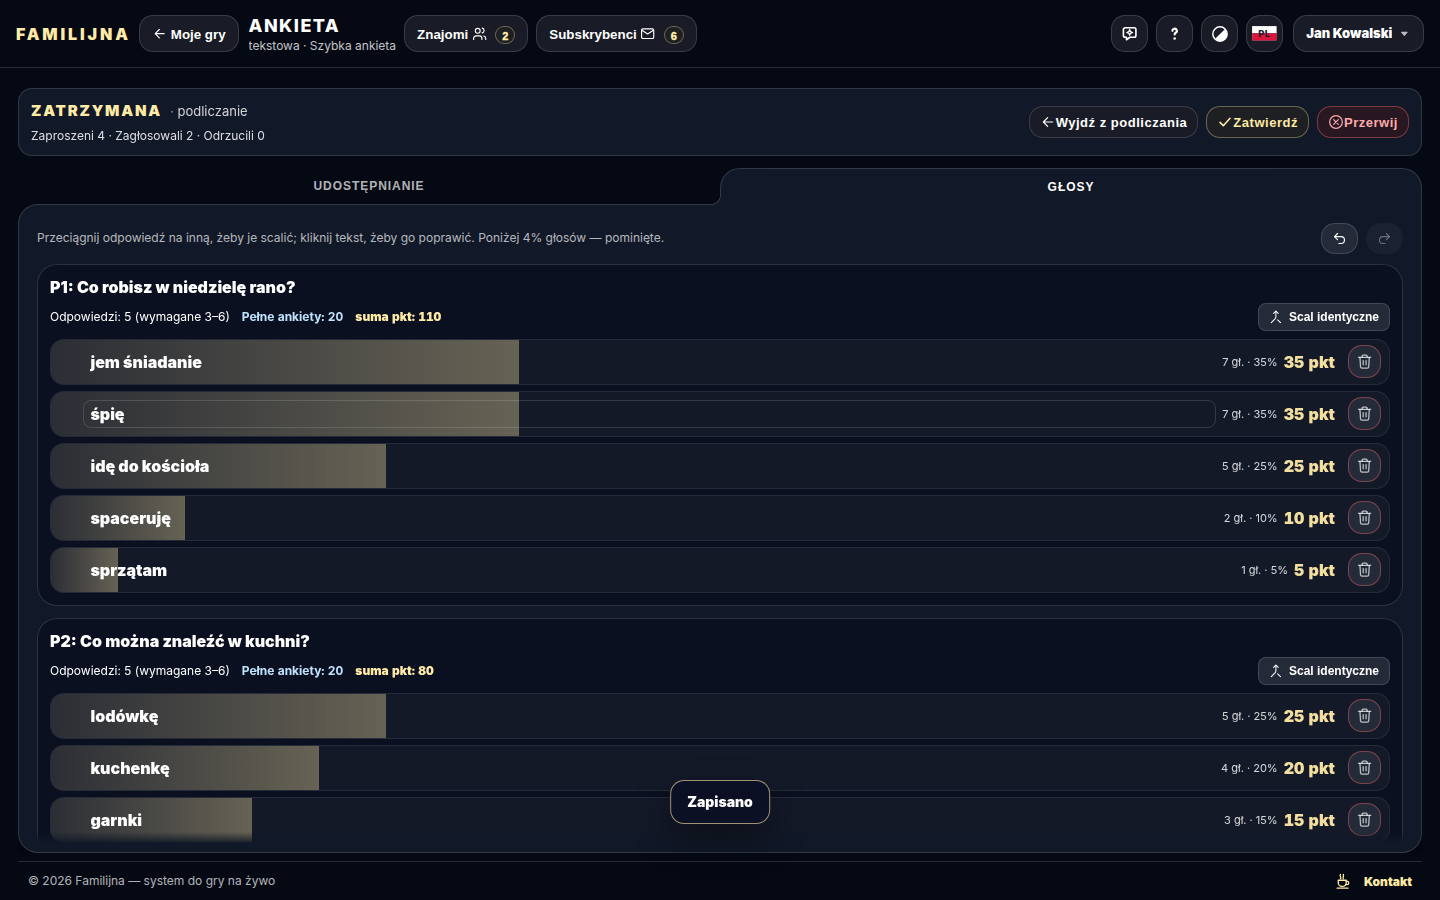 FAMILIJNA
Moje gry
ANKIETA
tekstowa · Szybka ankieta
Znajomi 2
Subskrybenci 6
?
PL
Jan Kowalski
ZATRZYMANA · podliczanie
Zaproszeni 4 · Zagłosowali 2 · Odrzucili 0
Wyjdź z podliczania
Zatwierdź
Przerwij
UDOSTĘPNIANIE
GŁOSY
Przeciągnij odpowiedź na inną, żeby je scalić; kliknij tekst, żeby go poprawić. Poniżej 4% głosów — pominięte.
P1: Co robisz w niedzielę rano?
Odpowiedzi: 5 (wymagane 3–6) Pełne ankiety: 20 suma pkt: 110
Scal identyczne
jem śniadanie 7 gł. · 35% 35 pkt
śpię 7 gł. · 35% 35 pkt
idę do kościoła 5 gł. · 25% 25 pkt
spaceruję 2 gł. · 10% 10 pkt
sprzątam 1 gł. · 5% 5 pkt
P2: Co można znaleźć w kuchni?
Odpowiedzi: 5 (wymagane 3–6) Pełne ankiety: 20 suma pkt: 80
Scal identyczne
lodówkę 5 gł. · 25% 25 pkt
kuchenkę 4 gł. · 20% 20 pkt
Zapisano
garnki 3 gł. · 15% 15 pkt
© 2026 Familijna — system do gry na żywo
Kontakt